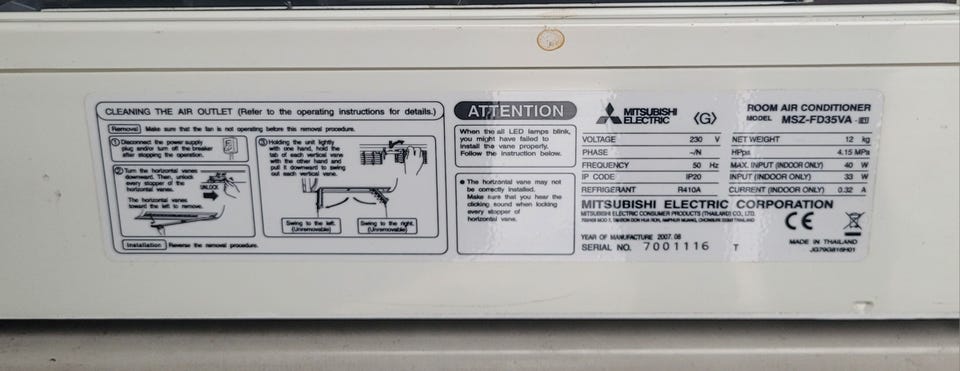 CLEANING THE AIR OUTLET (Refer to the operating instructions for details.)
Removal Make sure that the fan is not operating before this removal procedure.
① Disconnect the power supply
plug and/or turn off the breaker
after stopping the operation.
② Turn the horizontal vanes
downward. Then, unlock
every stopper of the
horizontal vanes.
UNLOCK
The horizontal vanes
toward the left to remove.
③ Holding the unit lightly
with one hand, hold the
tab of each vertical vane
with the other hand and
pull it downward to swing
out each vertical vane.
Swing to the left.
(Unremovable)
Swing to the right.
(Unremovable)
Installation Reverse the removal procedure.
ATTENTION
When the all LED lamps blink,
you might have failed to
install the vane properly.
Follow the instruction below.
● The horizontal vane may not
be correctly installed.
Make sure that you hear the
clicking sound when locking
every stopper of
horizontal vane.
MITSUBISHI
ELECTRIC
⟨G⟩
ROOM AIR CONDITIONER
MODEL MSZ-FD35VA - E1
VOLTAGE 230 V
PHASE ~/N
FREQUENCY 50 Hz
IP CODE IP20
REFRIGERANT R410A
NET WEIGHT 12 kg
HPps 4.15 MPa
MAX. INPUT (INDOOR ONLY) 40 W
INPUT (INDOOR ONLY) 33 W
CURRENT (INDOOR ONLY) 0.32 A
MITSUBISHI ELECTRIC CORPORATION
MITSUBISHI ELECTRIC CONSUMER PRODUCTS (THAILAND) CO., LTD.
YEAR OF MANUFACTURE 2007.08
SERIAL NO. 7001116 T
CE
MADE IN THAILAND
JG79G816H01